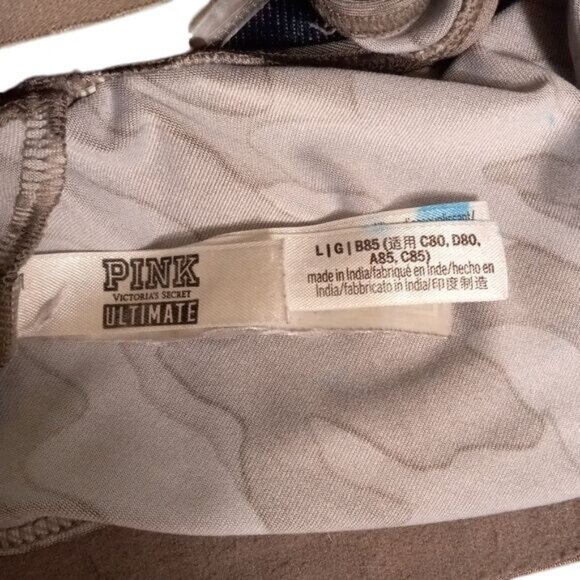 PINK
VICTORIA'S SECRET
ULTIMATE
L|G|B85 (适用 C80, D80,
A85, C85)
made in India/fabriqué en Inde/hecho en
India/fabbricato in India/印度制造